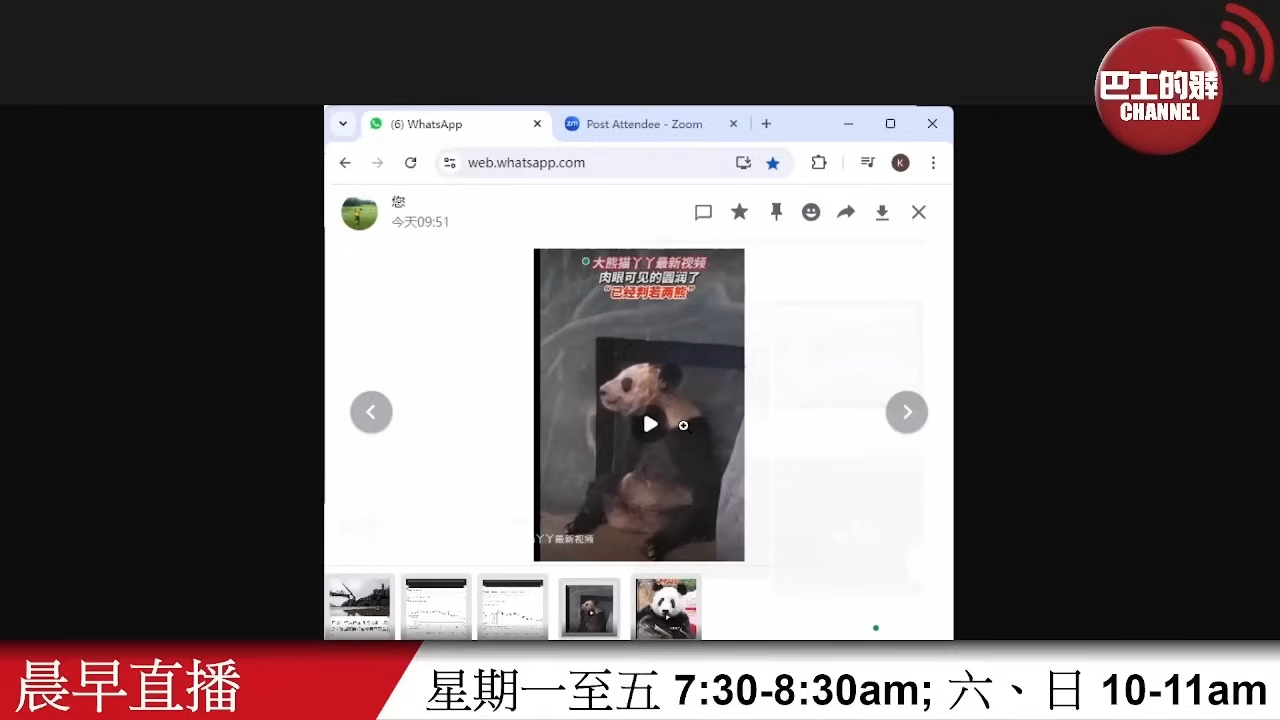 巴士的報
CHANNEL
(6) WhatsApp
Post Attendee - Zoom
web.whatsapp.com
K
您
今天09:51
大熊猫丫丫最新视频
肉眼可见的圆润了
“已经判若两熊”
丫丫最新视频
晨早直播
星期一至五 7:30-8:30am; 六、日 10-11am